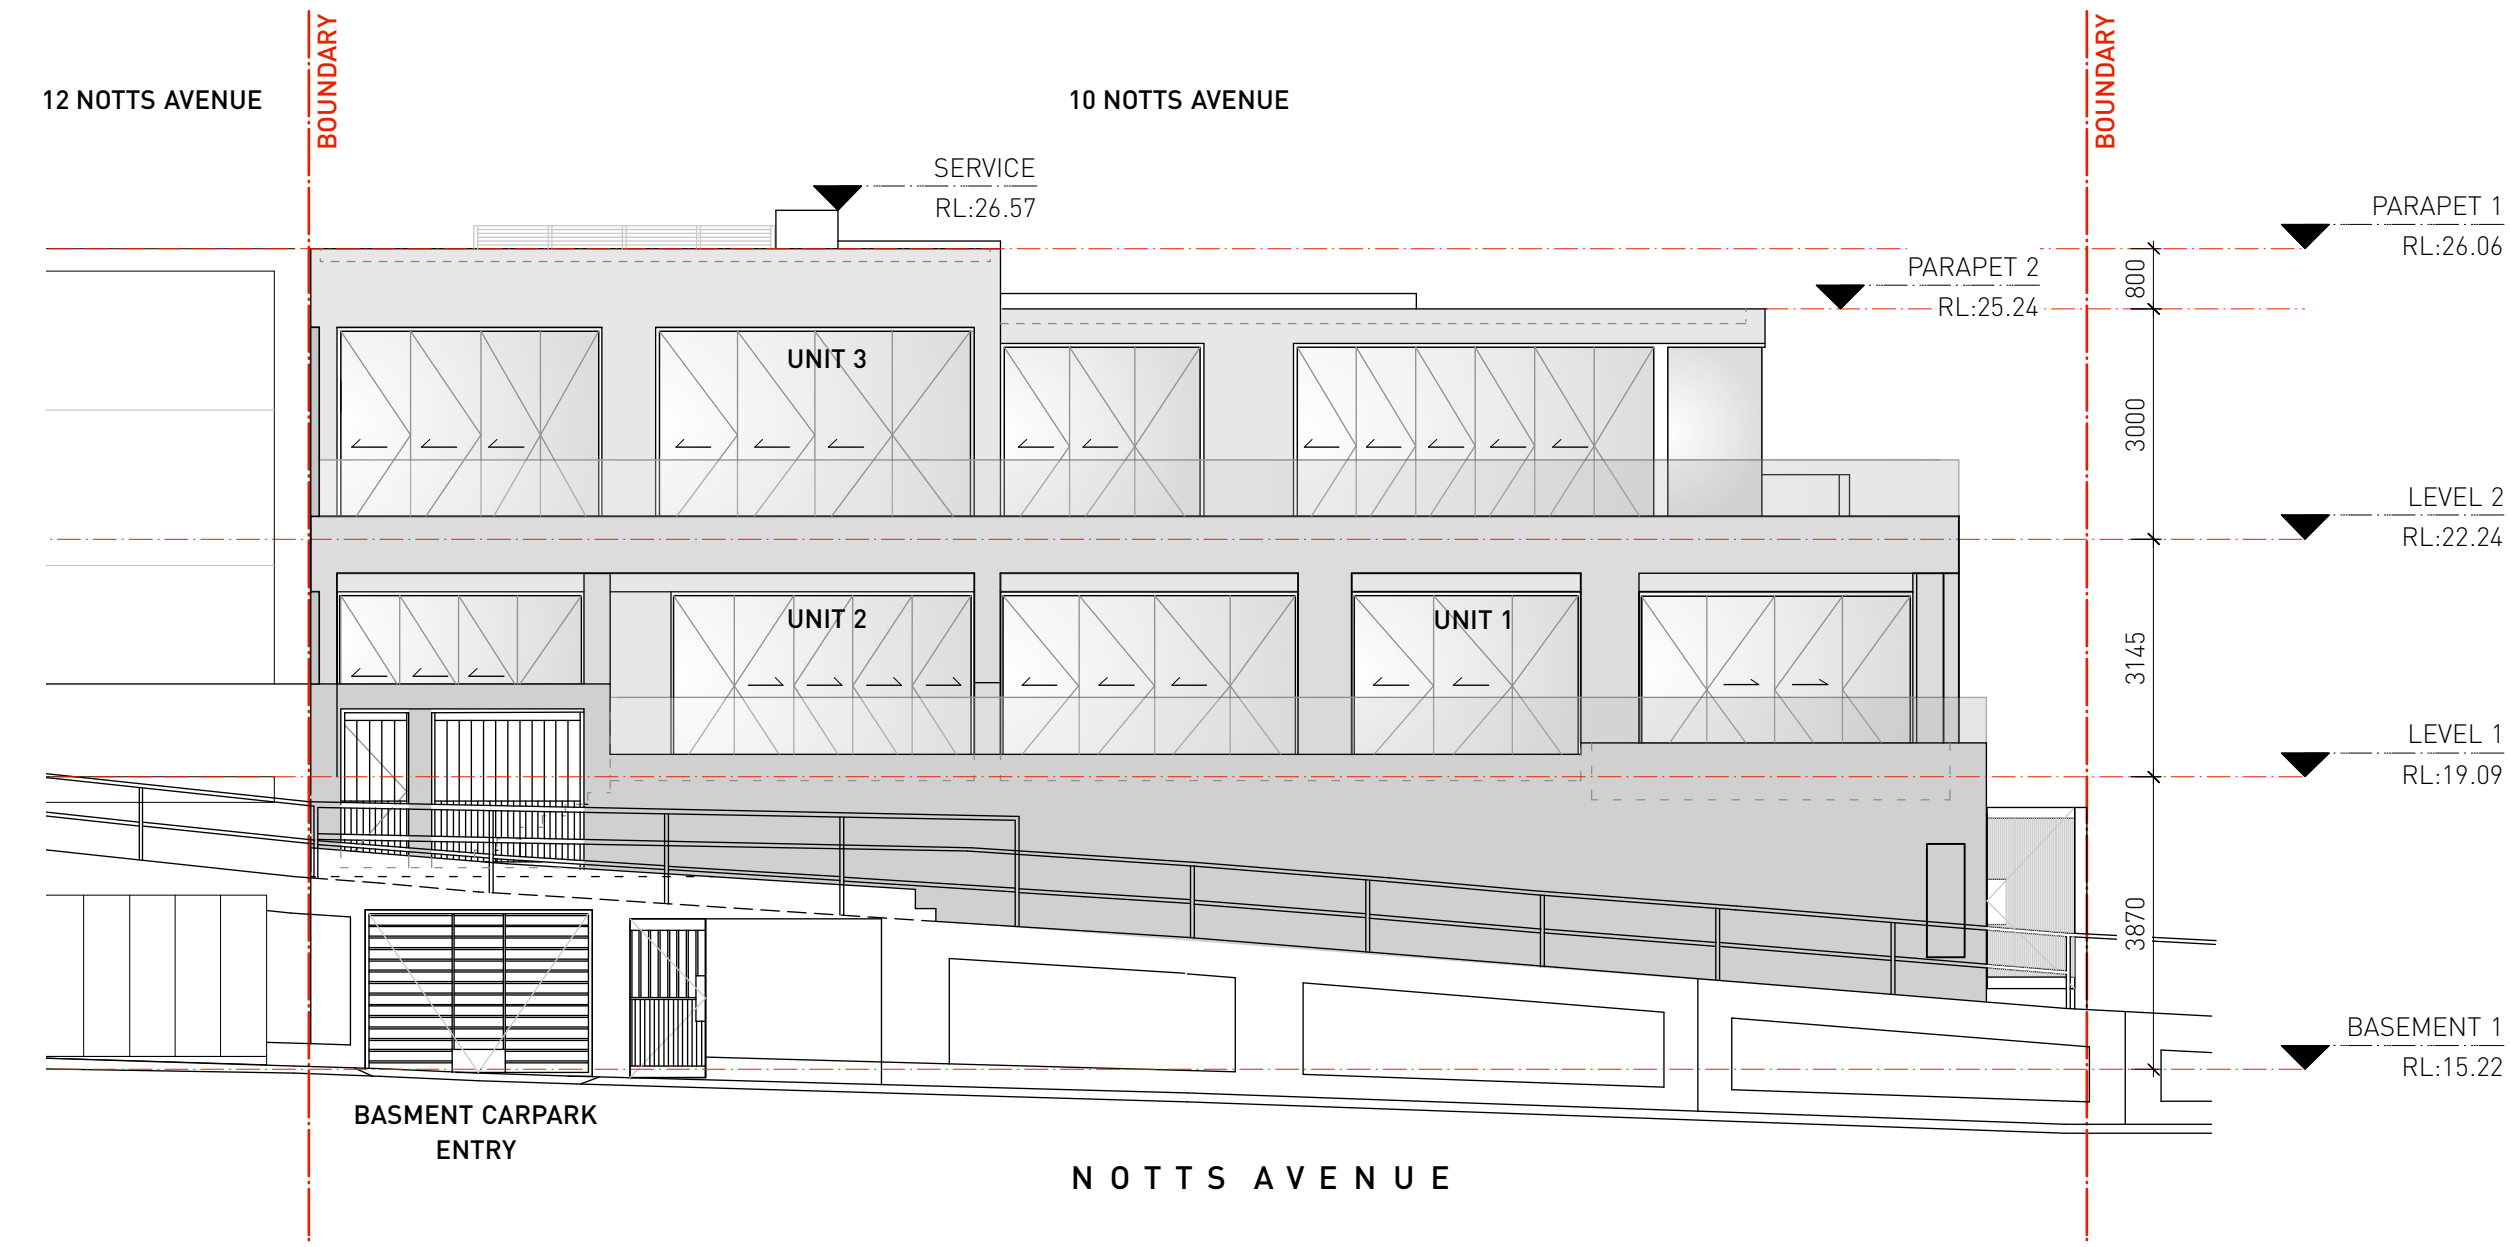 BOUNDARY
BOUNDARY
12 NOTTS AVENUE
10 NOTTS AVENUE
SERVICE
RL:26.57
PARAPET 1
RL:26.06
PARAPET 2
RL:25.24
800
UNIT 3
3000
LEVEL 2
RL:22.24
UNIT 2
UNIT 1
3145
LEVEL 1
RL:19.09
3870
BASEMENT 1
RL:15.22
BASMENT CARPARK
ENTRY
NOTTS AVENUE